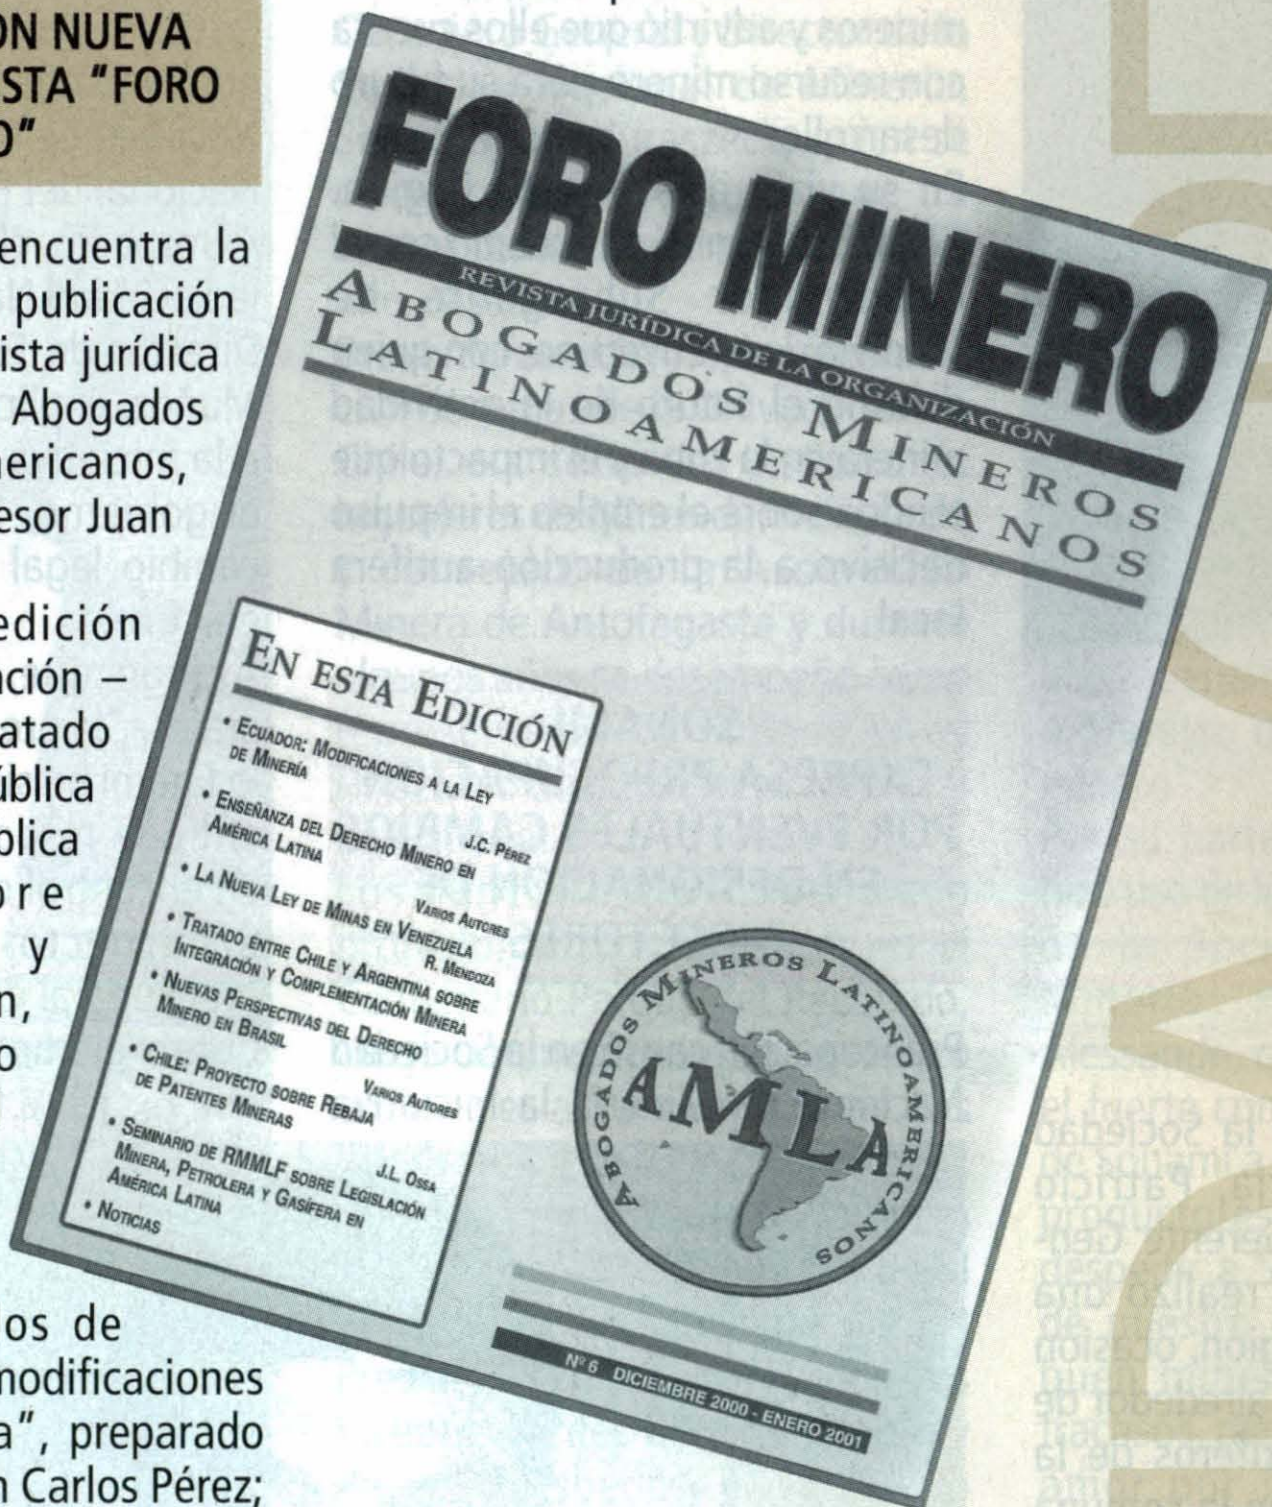 ON NUEVA
STA "FORO
O"
encuentra la
publicación
ista jurídica
Abogados
ericanos,
esor Juan
edición
ación –
atado
ública
blica
bre
y
n,
o
os de
modificaciones
a", preparado
n Carlos Pérez;
FORO MINERO
REVISTA JURÍDICA DE LA ORGANIZACIÓN
ABOGADOS MINEROS
LATINOAMERICANOS
EN ESTA EDICIÓN
• ECUADOR: MODIFICACIONES A LA LEY
DE MINERÍA
J.C. PÉREZ
• ENSEÑANZA DEL DERECHO MINERO EN
AMÉRICA LATINA
VARIOS AUTORES
• LA NUEVA LEY DE MINAS EN VENEZUELA
R. MENDOZA
• TRATADO ENTRE CHILE Y ARGENTINA SOBRE
INTEGRACIÓN Y COMPLEMENTACIÓN MINERA
• NUEVAS PERSPECTIVAS DEL DERECHO
MINERO EN BRASIL
VARIOS AUTORES
• CHILE: PROYECTO SOBRE REBAJA
DE PATENTES MINERAS
J.L. OSSA
• SEMINARIO DE RMMLF SOBRE LEGISLACIÓN
MINERA, PETROLERA Y GASÍFERA EN
AMÉRICA LATINA
• NOTICIAS
ABOGADOS MINEROS LATINOAMERICANOS
AMLA
Nº 6 DICIEMBRE 2000 - ENERO 2001